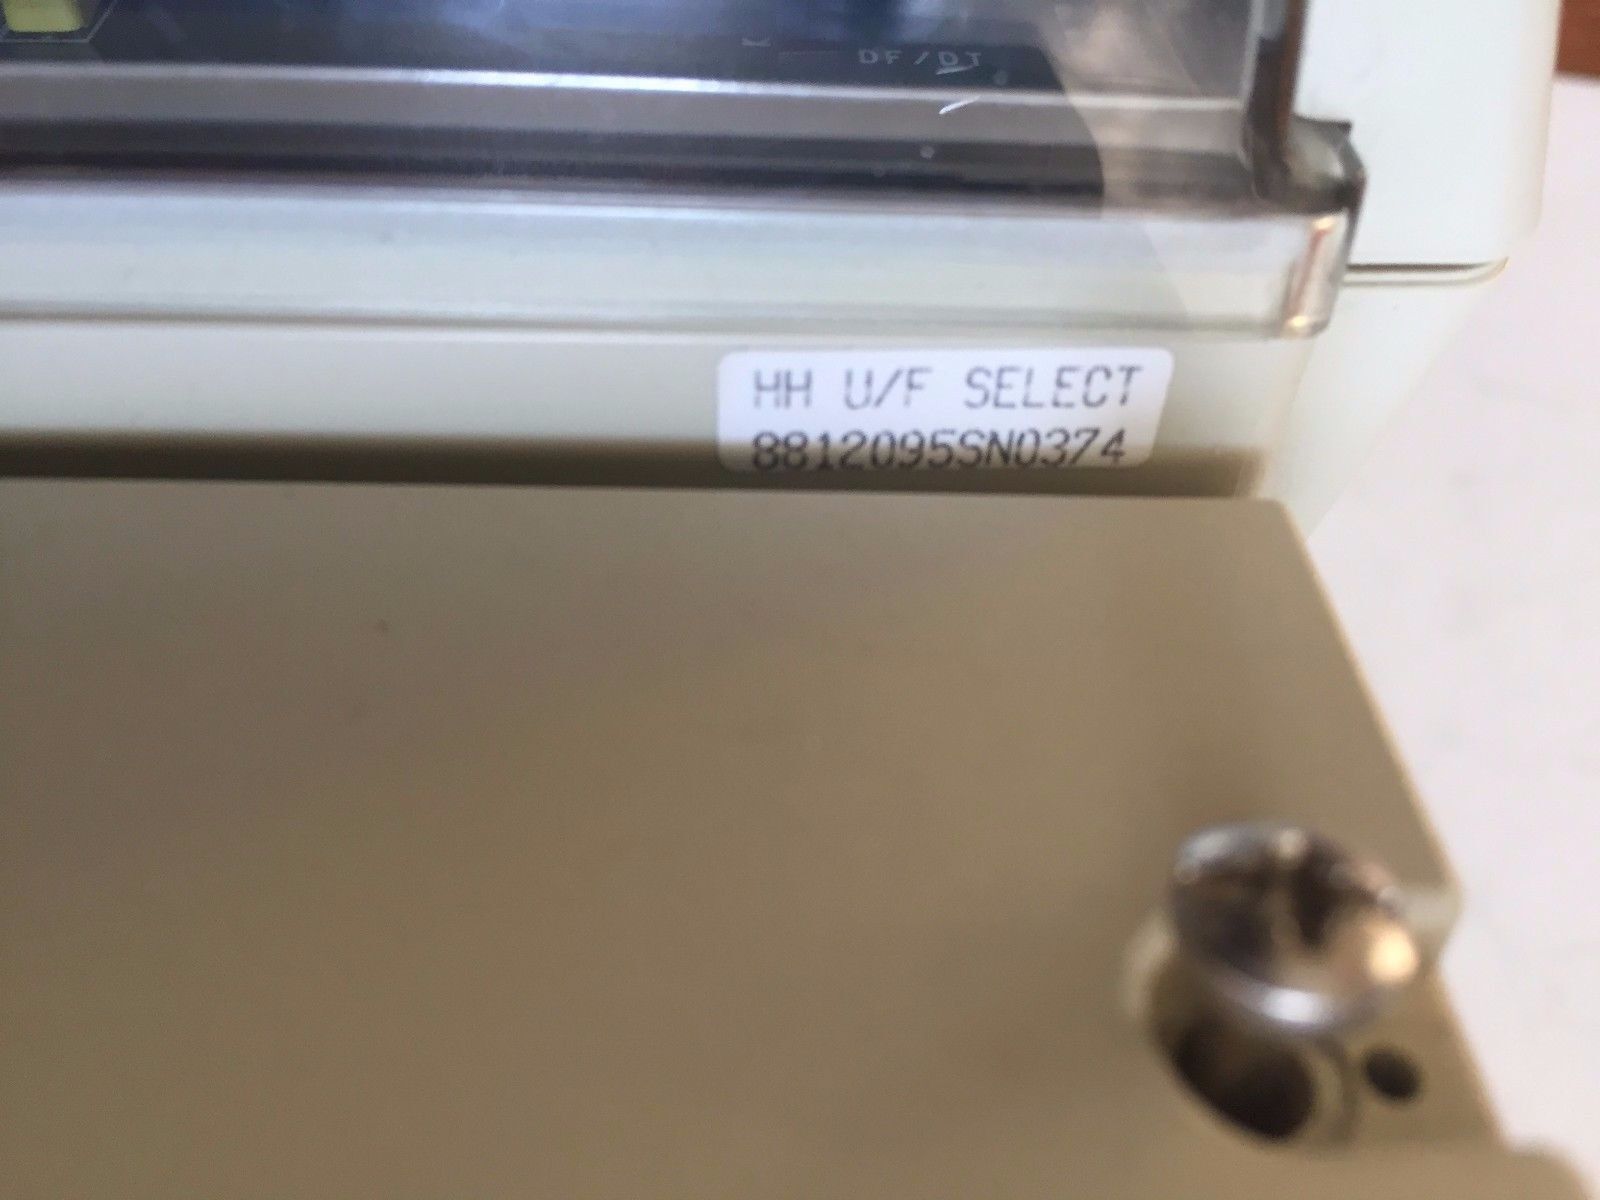 DF/DT
HH U/F SELECT
8812095SN0374